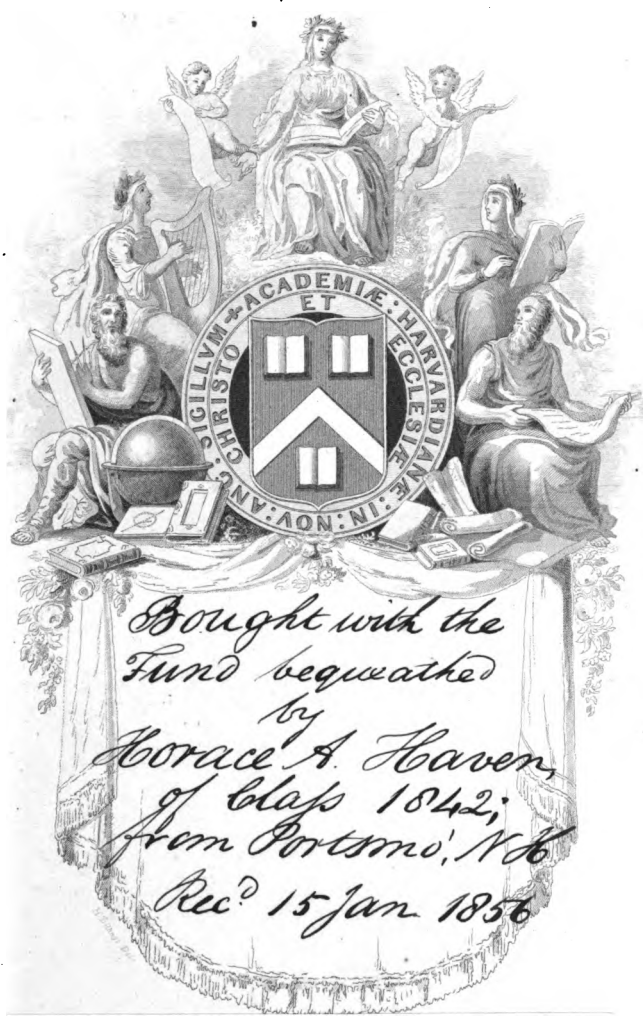 SIGILLVM ✢ ACADEMIÆ : HARVARDIANÆ : IN : NOV : ANG :
CHRISTO ET ECCLESIÆ
Bought with the
Fund bequeathed
by
Horace A. Haven,
of Claſs 1842;
from Portsmo', N H
Rec.d 15 Jan. 1856